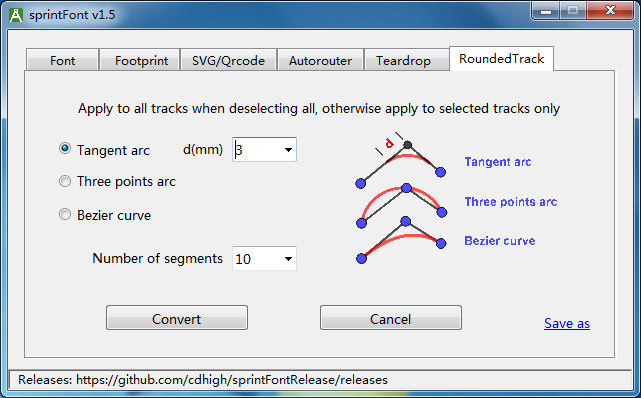 sprintFont v1.5
Font Footprint SVG/Qrcode Autorouter Teardrop RoundedTrack
Apply to all tracks when deselecting all, otherwise apply to selected tracks only
Tangent arc d(mm) 3
d
Tangent arc
Three points arc
Three points arc
Bezier curve
Bezier curve
Number of segments 10
Convert Cancel Save as
Releases: https://github.com/cdhigh/sprintFontRelease/releases